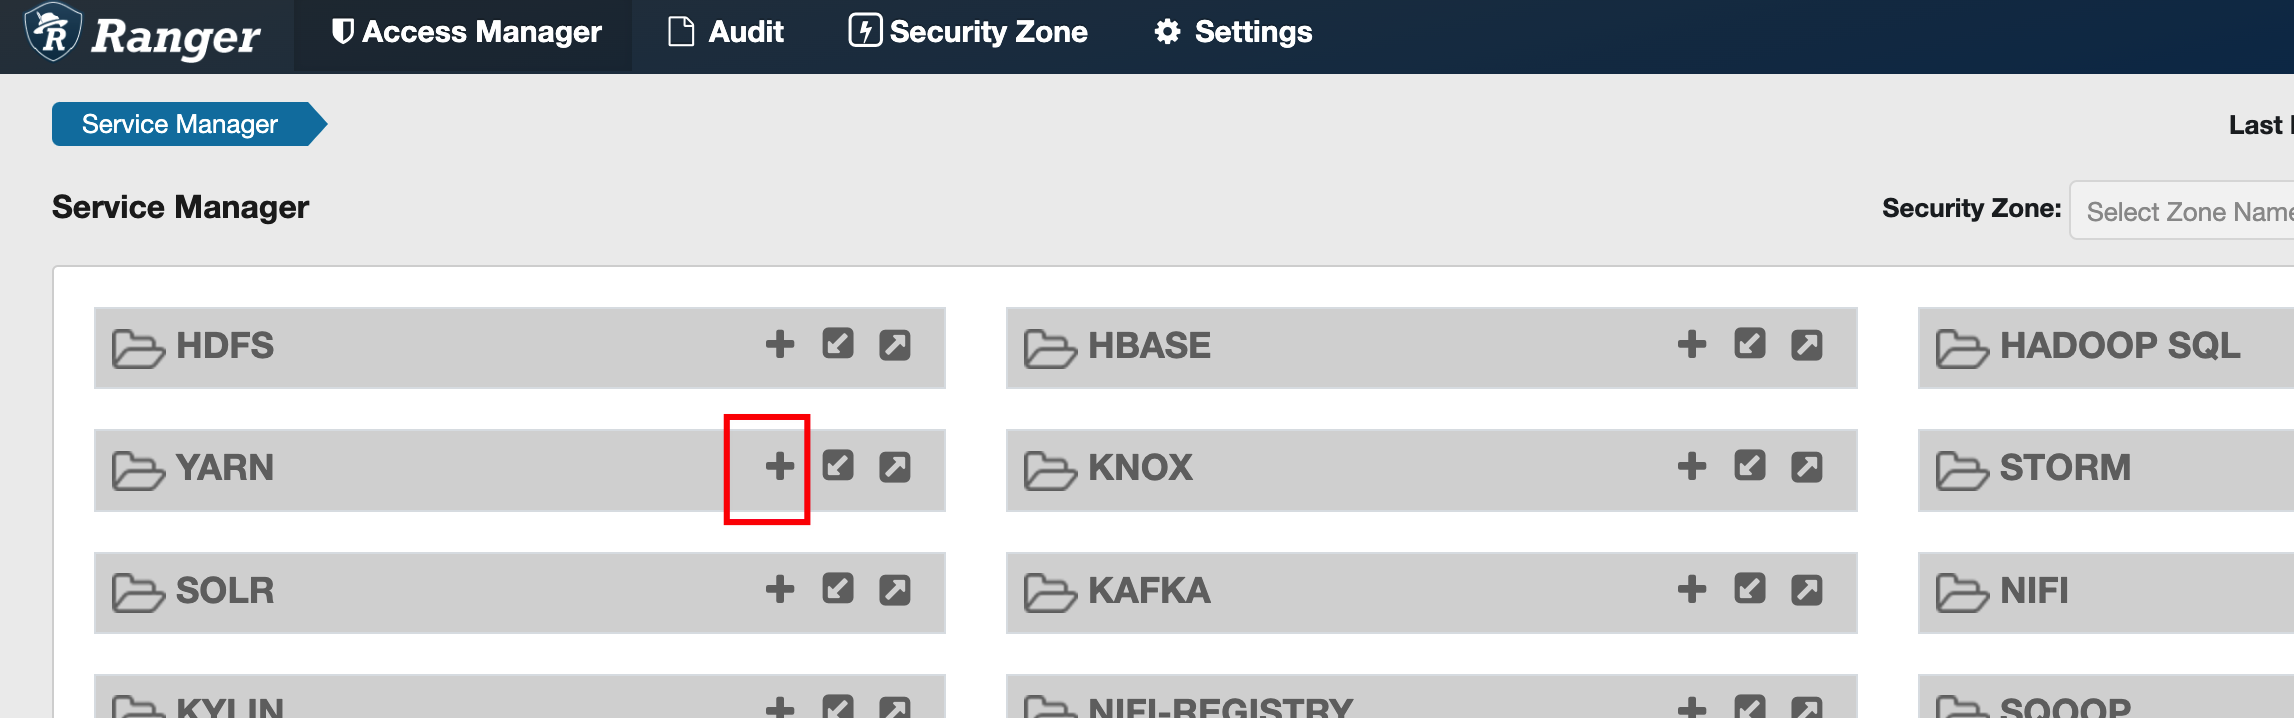 Ranger Access Manager Audit Security Zone Settings
Service Manager
Last
Service Manager
Security Zone: Select Zone Name
HDFS HBASE HADOOP SQL
YARN KNOX STORM
SOLR KAFKA NIFI
KYLIN NIFI-REGISTRY SQOOP